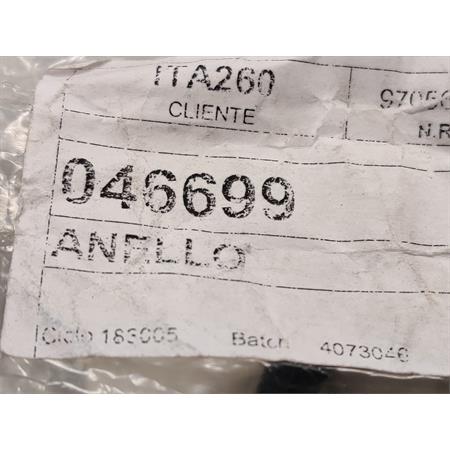 ITA260
CLIENTE
N.R
046699
ANELLO
Ciclo 183005 Batch 4073046